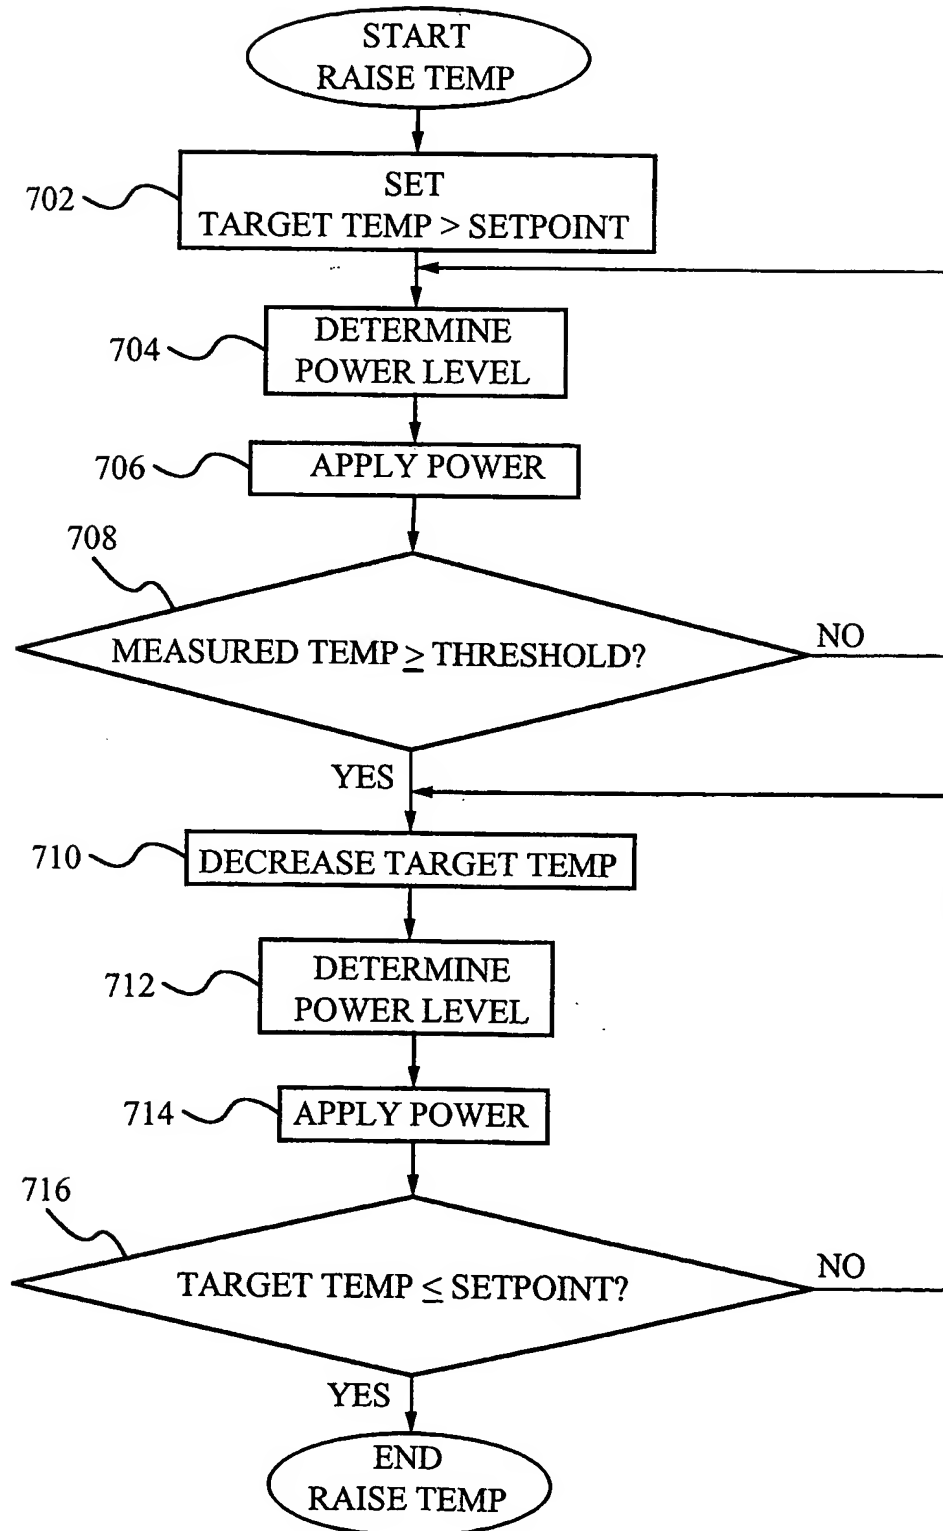 START
RAISE TEMP
702
SET
TARGET TEMP > SETPOINT
704
DETERMINE
POWER LEVEL
706
APPLY POWER
708
MEASURED TEMP ≥ THRESHOLD?
NO
YES
710
DECREASE TARGET TEMP
712
DETERMINE
POWER LEVEL
714
APPLY POWER
716
TARGET TEMP ≤ SETPOINT?
NO
YES
END
RAISE TEMP